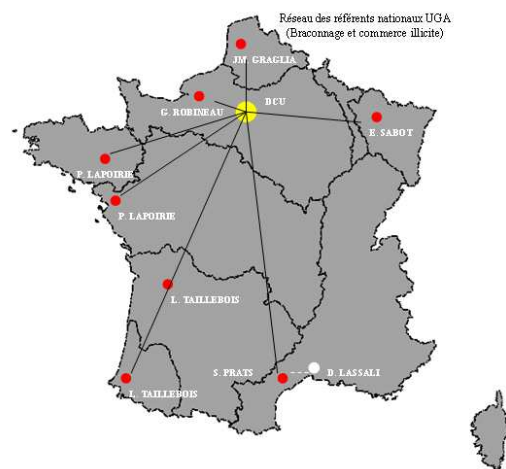 Réseau des référents nationaux UGA
(Braconnage et commerce illicite)
JM. GRAGLIA
DCU
G. ROBINEAU
E. SABOT
P. LAPOIRIE
P. LAPOIRIE
L. TAILLEBOIS
S. PRATS
D. LASSALI
L. TAILLEBOIS